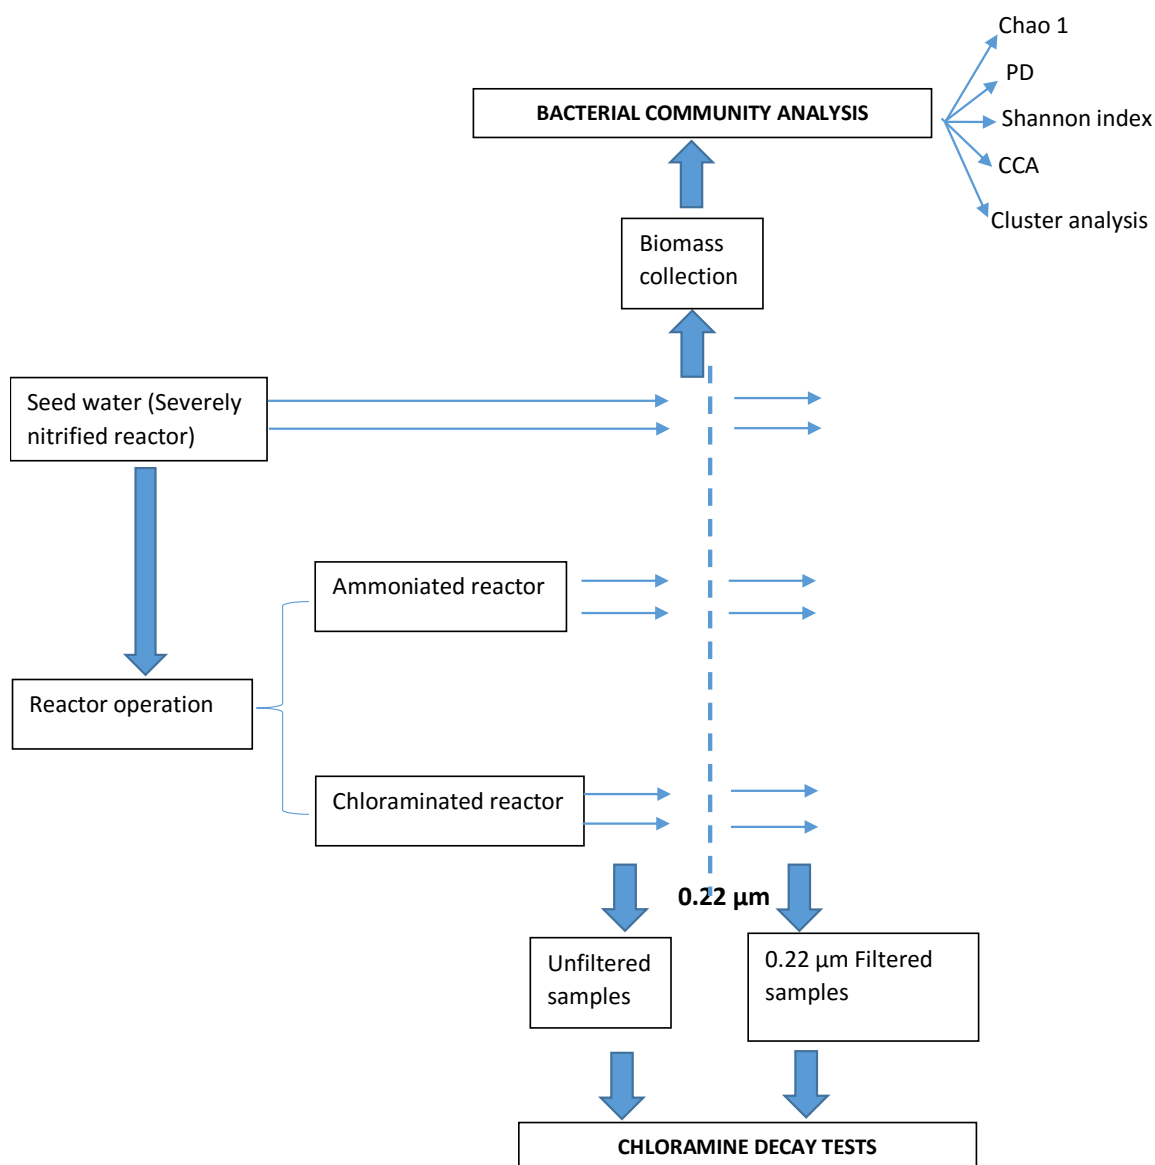 Chao 1
PD
BACTERIAL COMMUNITY ANALYSIS
Shannon index
CCA
Cluster analysis
Biomass
collection
Seed water (Severely
nitrified reactor)
Ammoniated reactor
Reactor operation
Chloraminated reactor
0.22 µm
Unfiltered
samples
0.22 µm Filtered
samples
CHLORAMINE DECAY TESTS